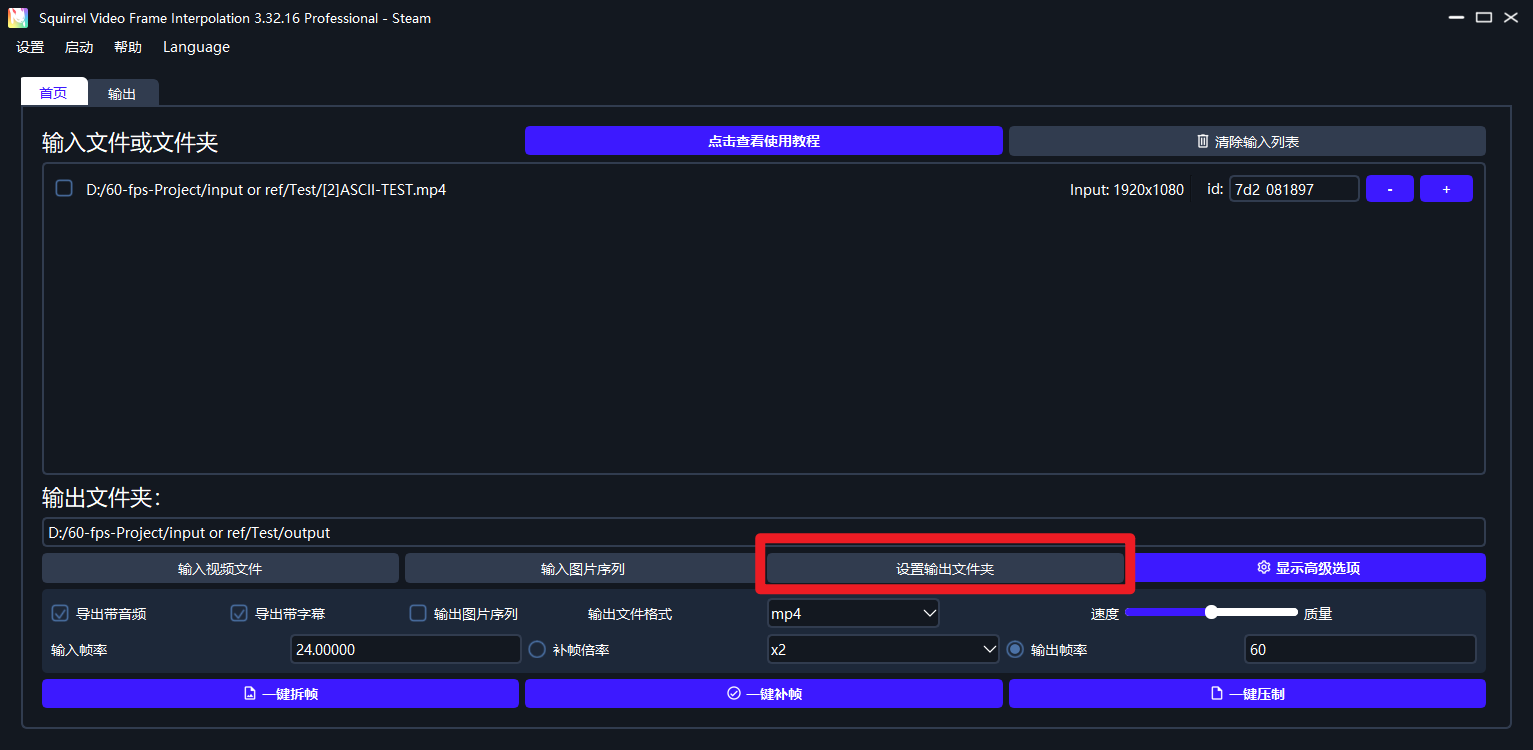 Squirrel Video Frame Interpolation 3.32.16 Professional - Steam
设置 启动 帮助 Language
首页 输出
输入文件或文件夹 点击查看使用教程 清除输入列表
D:/60-fps-Project/input or ref/Test/[2]ASCII-TEST.mp4 Input: 1920x1080 id: 7d2_081897 - +
输出文件夹：
D:/60-fps-Project/input or ref/Test/output
输入视频文件 输入图片序列 设置输出文件夹 显示高级选项
导出带音频 导出带字幕 输出图片序列 输出文件格式 mp4 速度 质量
输入帧率 24.00000 补帧倍率 x2 输出帧率 60
一键拆帧 一键补帧 一键压制